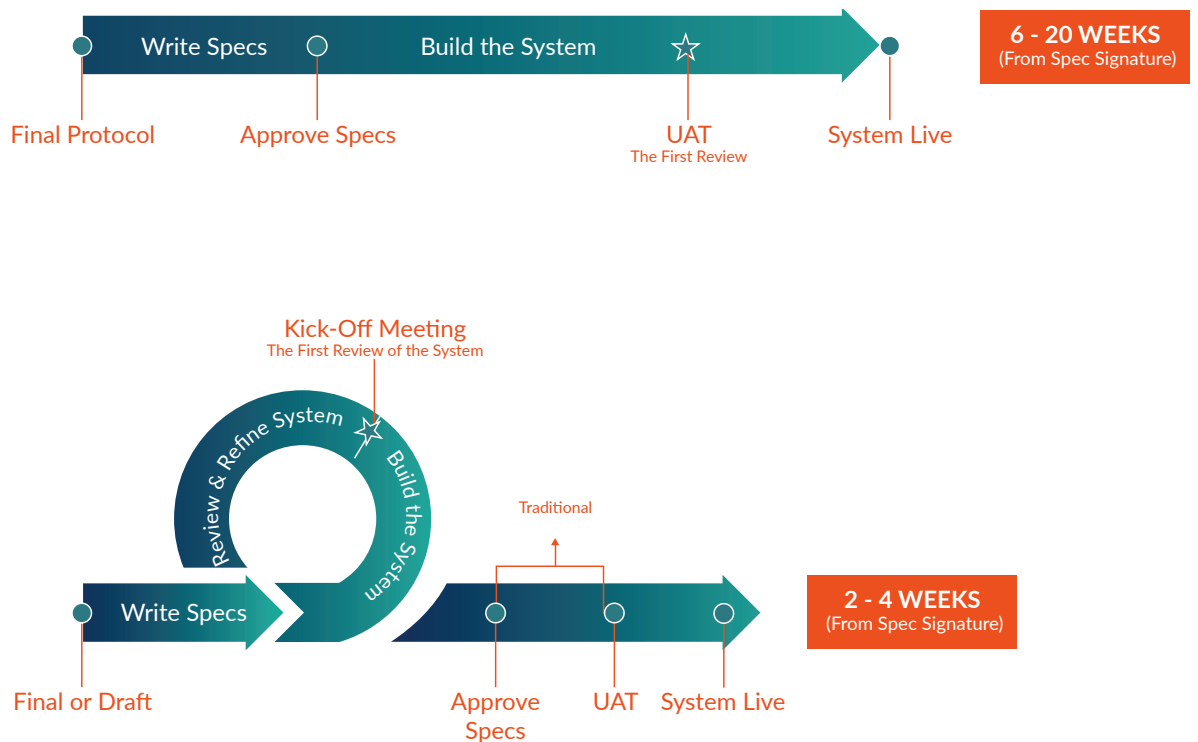 Write Specs
Build the System
6 - 20 WEEKS
(From Spec Signature)
Final Protocol
Approve Specs
UAT
The First Review
System Live
Kick-Off Meeting
The First Review of the System
Review & Refine System
Build the System
Traditional
Write Specs
2 - 4 WEEKS
(From Spec Signature)
Final or Draft
Approve
Specs
UAT
System Live